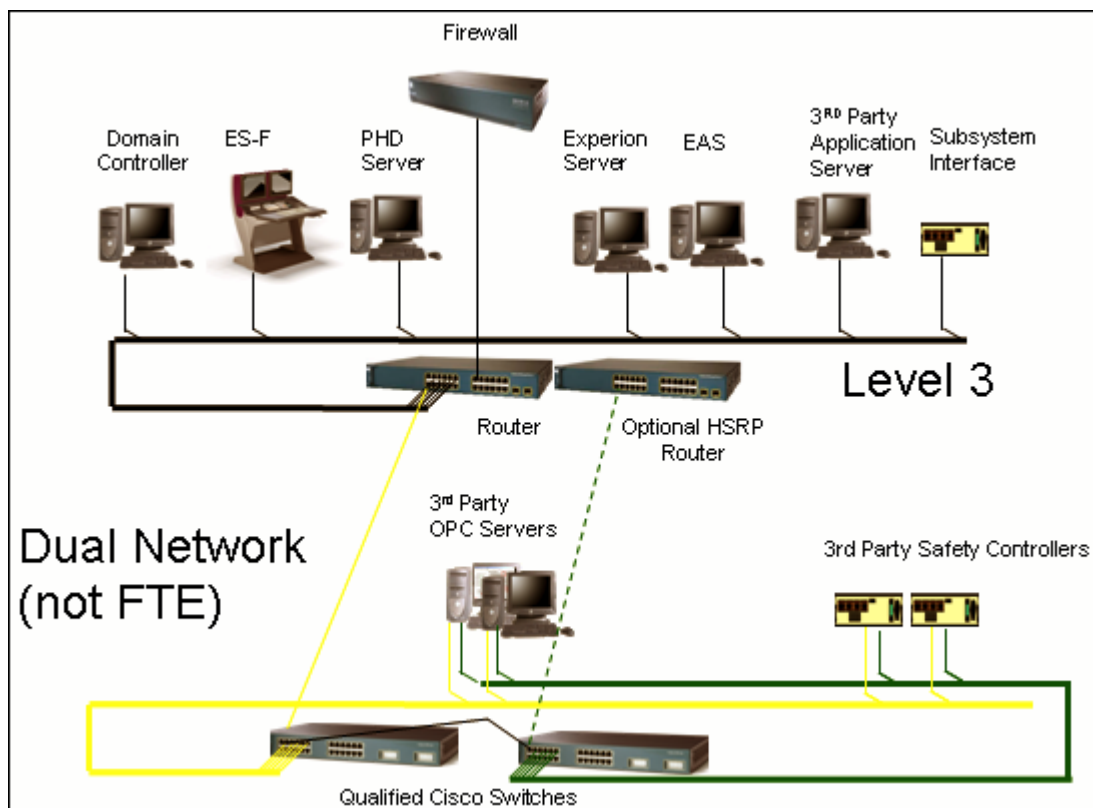 Firewall
Domain
Controller
ES-F
PHD
Server
Experion
Server
EAS
3RD Party
Application
Server
Subsystem
Interface
Level 3
Router
Optional HSRP
Router
3rd Party
OPC Servers
Dual Network
(not FTE)
3rd Party Safety Controllers
Qualified Cisco Switches